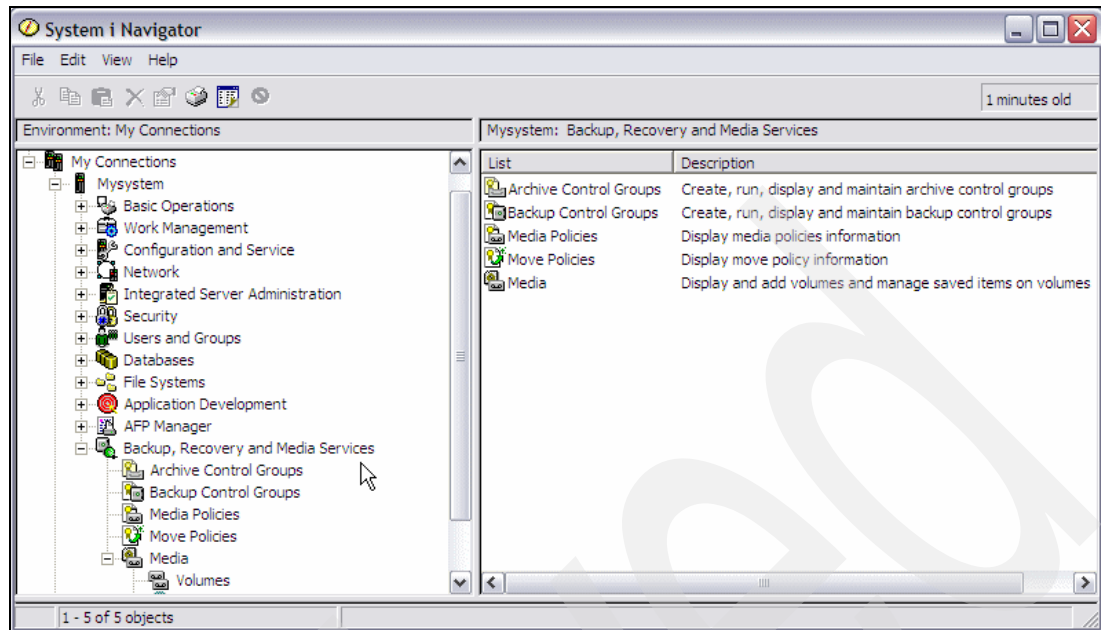 System i Navigator
File Edit View Help
1 minutes old
Environment: My Connections
Mysystem: Backup, Recovery and Media Services
My Connections
Mysystem
Basic Operations
Work Management
Configuration and Service
Network
Integrated Server Administration
Security
Users and Groups
Databases
File Systems
Application Development
AFP Manager
Backup, Recovery and Media Services
Archive Control Groups
Backup Control Groups
Media Policies
Move Policies
Media
Volumes
List Description
Archive Control Groups Create, run, display and maintain archive control groups
Backup Control Groups Create, run, display and maintain backup control groups
Media Policies Display media policies information
Move Policies Display move policy information
Media Display and add volumes and manage saved items on volumes
1 - 5 of 5 objects